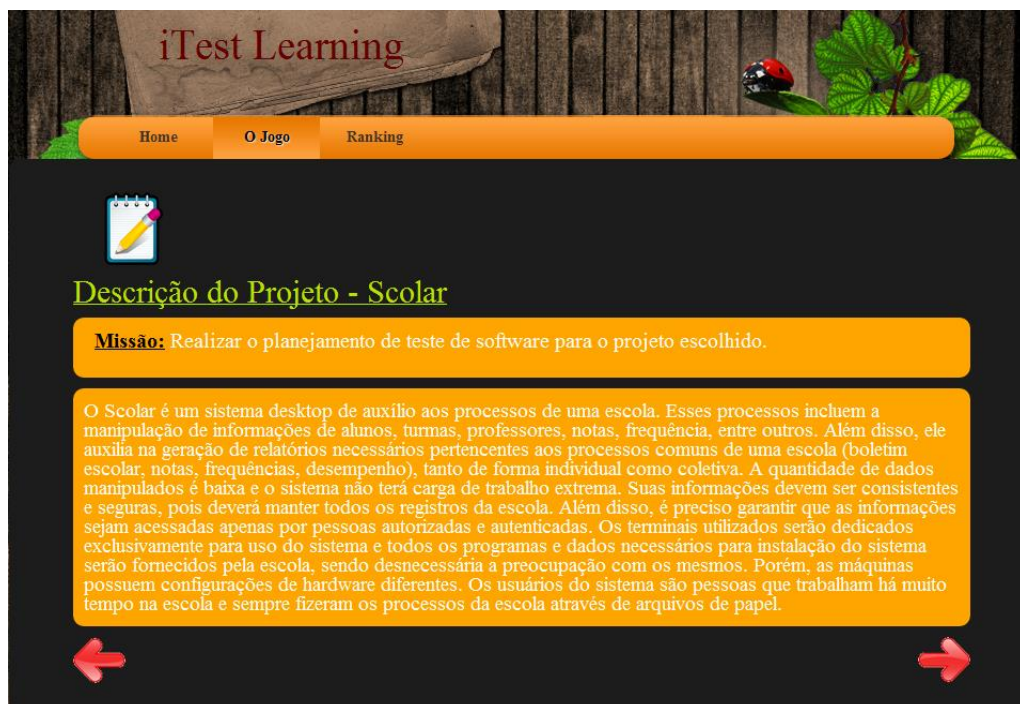 iTest Learning
Home O Jogo Ranking
Descrição do Projeto - Scolar
Missão: Realizar o planejamento de teste de software para o projeto escolhido.
O Scolar é um sistema desktop de auxílio aos processos de uma escola. Esses processos incluem a
manipulação de informações de alunos, turmas, professores, notas, frequência, entre outros. Além disso, ele
auxilia na geração de relatórios necessários pertencentes aos processos comuns de uma escola (boletim
escolar, notas, frequências, desempenho), tanto de forma individual como coletiva. A quantidade de dados
manipulados é baixa e o sistema não terá carga de trabalho extrema. Suas informações devem ser consistentes
e seguras, pois deverá manter todos os registros da escola. Além disso, é preciso garantir que as informações
sejam acessadas apenas por pessoas autorizadas e autenticadas. Os terminais utilizados serão dedicados
exclusivamente para uso do sistema e todos os programas e dados necessários para instalação do sistema
serão fornecidos pela escola, sendo desnecessária a preocupação com os mesmos. Porém, as máquinas
possuem configurações de hardware diferentes. Os usuários do sistema são pessoas que trabalham há muito
tempo na escola e sempre fizeram os processos da escola através de arquivos de papel.